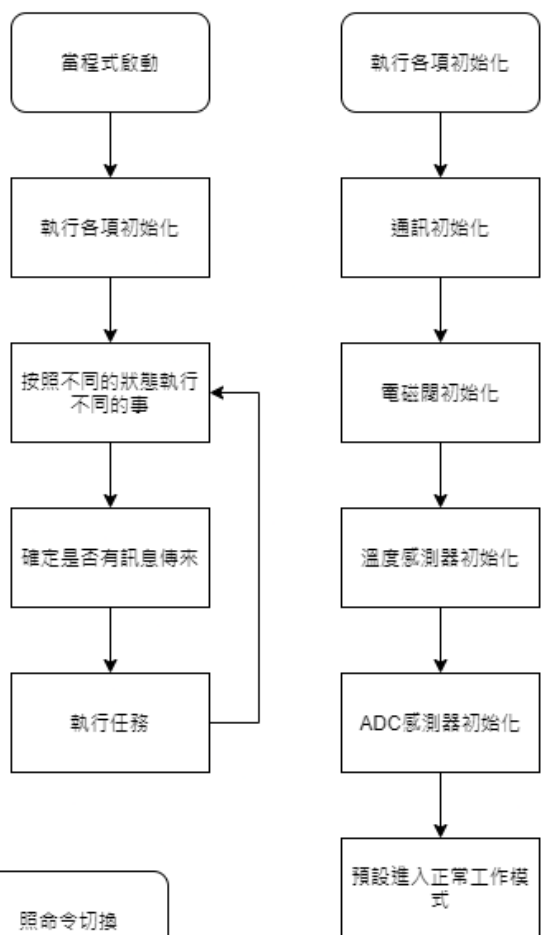 當程式啟動
執行各項初始化
按照不同的狀態執行
不同的事
確定是否有訊息傳來
執行任務
執行各項初始化
通訊初始化
電磁閥初始化
溫度感測器初始化
ADC感測器初始化
預設進入正常工作模
式
照命令切換